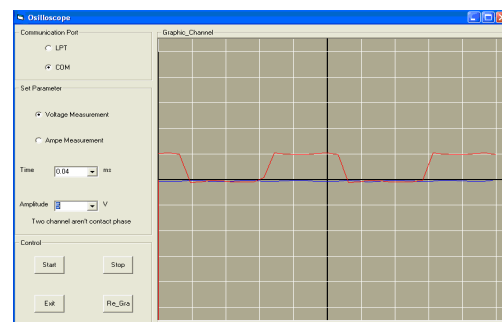 Osilloscope
Communication Port
LPT
COM
Set Parameter
Voltage Measurement
Ampe Measurement
Time 0.04 ms
Amplitude 5 V
Two channel aren't contact phase
Control
Start Stop
Exit Re_Gra
Graphic_Channel